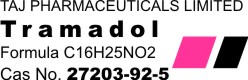 TAJ PHARMACEUTICALS LIMITED
Tramadol
Formula C16H25NO2
Cas No. 27203-92-5